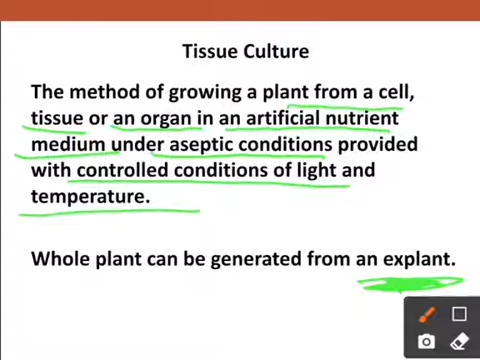 Tissue Culture
The method of growing a plant from a cell,
tissue or an organ in an artificial nutrient
medium under aseptic conditions provided
with controlled conditions of light and
temperature.
Whole plant can be generated from an explant.